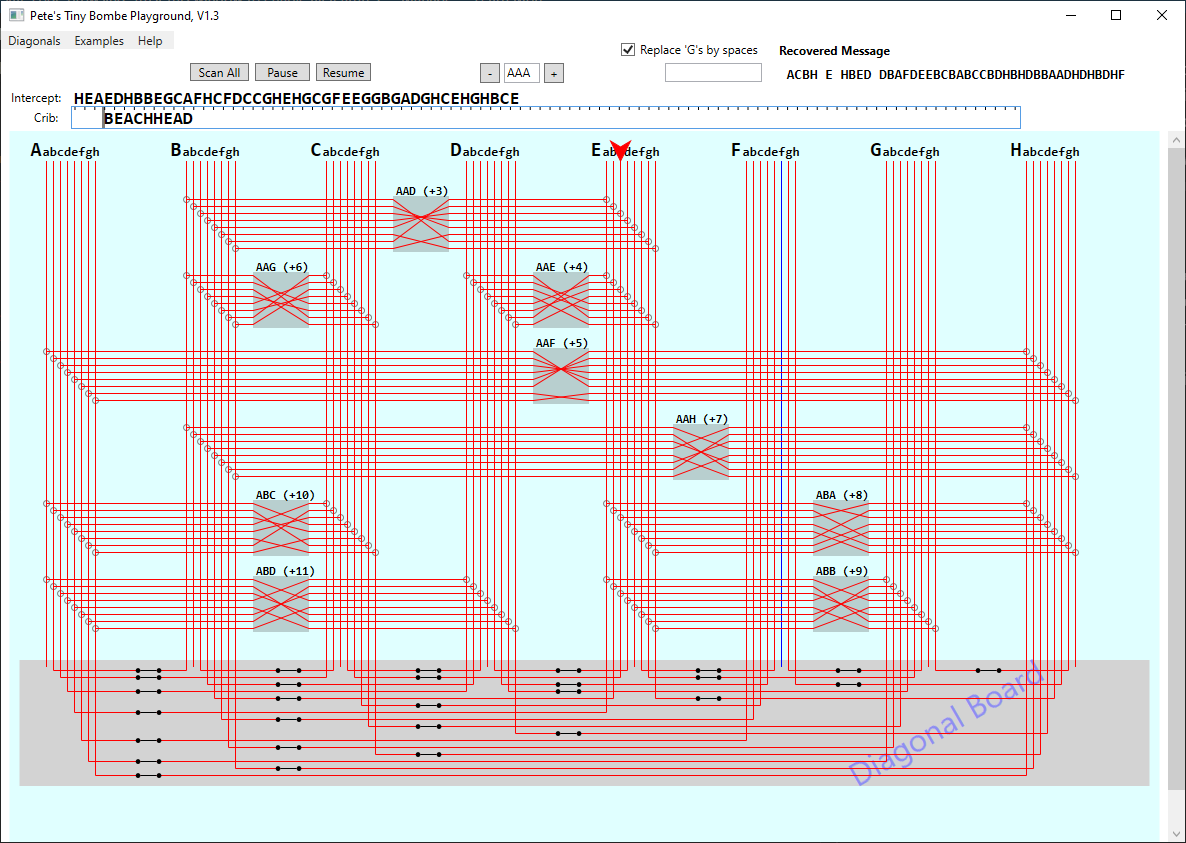 Pete's Tiny Bombe Playground, V1.3
Diagonals Examples Help
Replace 'G's by spaces Recovered Message
Scan All Pause Resume - AAA + ACBH E HBED DBAFDEEBCBABCCBDHBHDBBAADHDHBDHF
Intercept: HEAEDHBBEGCAFHCFDCCGHEHGCGFEEGGBGADGHCEHGHBCE
Crib: BEACHHEAD
Aabcdefgh Babcdefgh Cabcdefgh Dabcdefgh Eabcdefgh Fabcdefgh Gabcdefgh Habcdefgh
AAD (+3)
AAG (+6) AAE (+4)
AAF (+5)
AAH (+7)
ABC (+10) ABA (+8)
ABD (+11) ABB (+9)
Diagonal Board